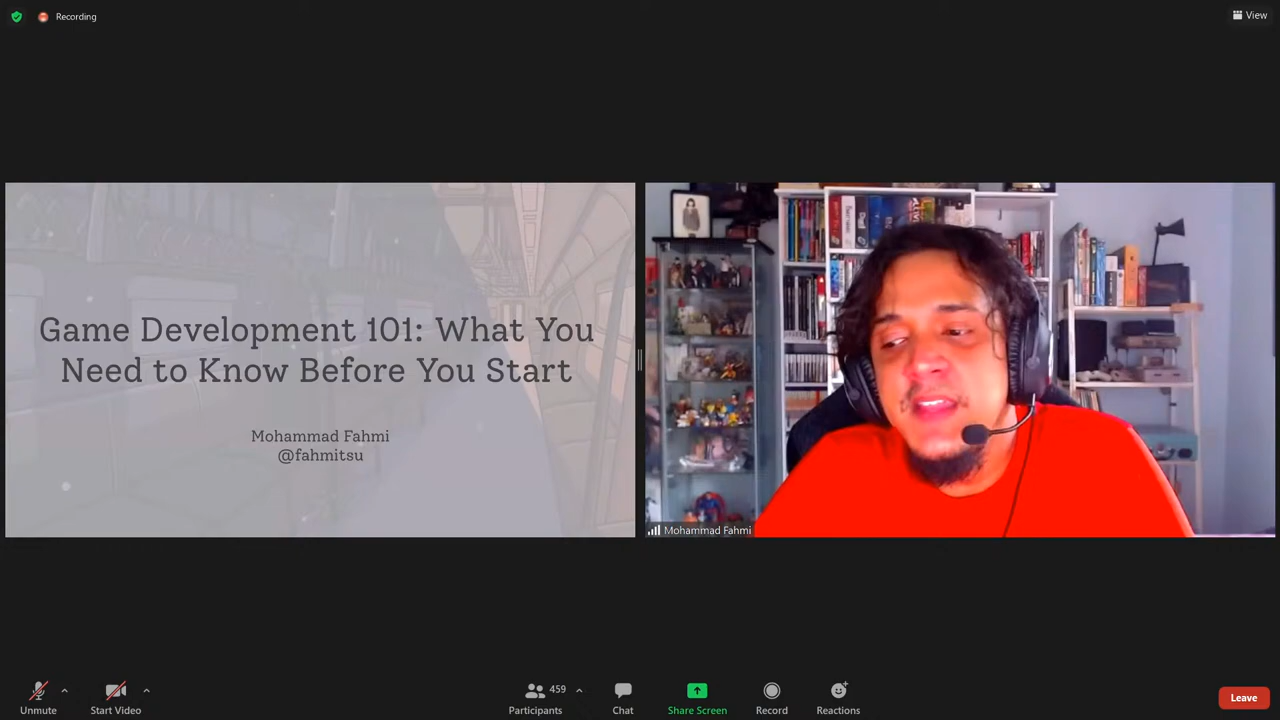 Recording
View
Game Development 101: What You
Need to Know Before You Start
Mohammad Fahmi
@fahmitsu
Mohammad Fahmi
Unmute
Start Video
459
Participants
Chat
Share Screen
Record
Reactions
Leave